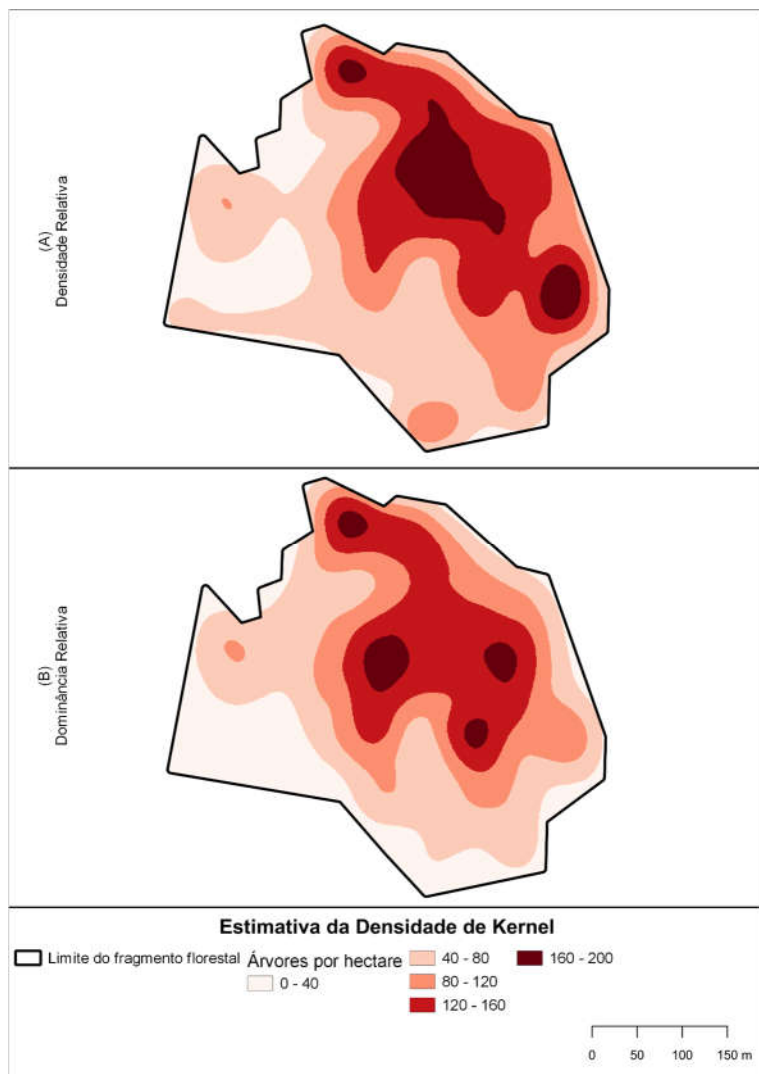 (A)
Densidade Relativa
(B)
Dominância Relativa
Estimativa da Densidade de Kernel
Limite do fragmento florestal
Árvores por hectare
0 - 40
40 - 80
80 - 120
120 - 160
160 - 200
0 50 100 150 m